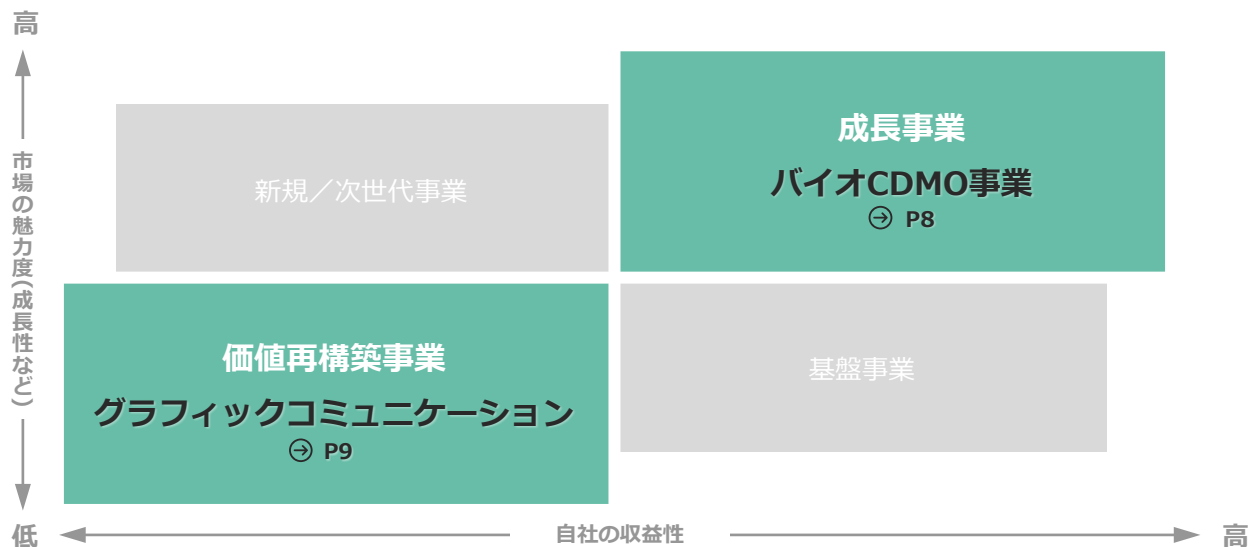 高
市場の魅力度(成長性など)
新規／次世代事業
成長事業
バイオCDMO事業
P8
価値再構築事業
グラフィックコミュニケーション
P9
基盤事業
低
自社の収益性
高